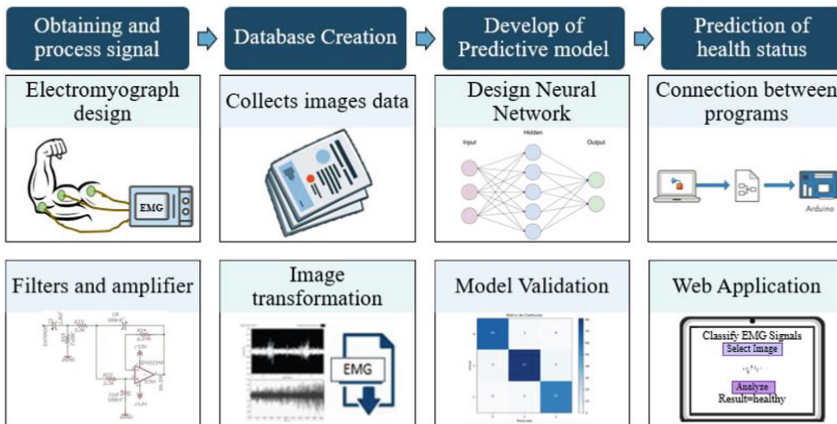 Obtaining and
process signal
Database Creation
Develop of
Predictive model
Prediction of
health status
Electromyograph
design
EMG
Collects images data
Design Neural
Network
Input
Hidden
Output
Connection between
programs
Arduino
Filters and amplifier
Image
transformation
EMG
Model Validation
Web Application
Classify EMG Signals
Select Image
Analyze
Result=healthy